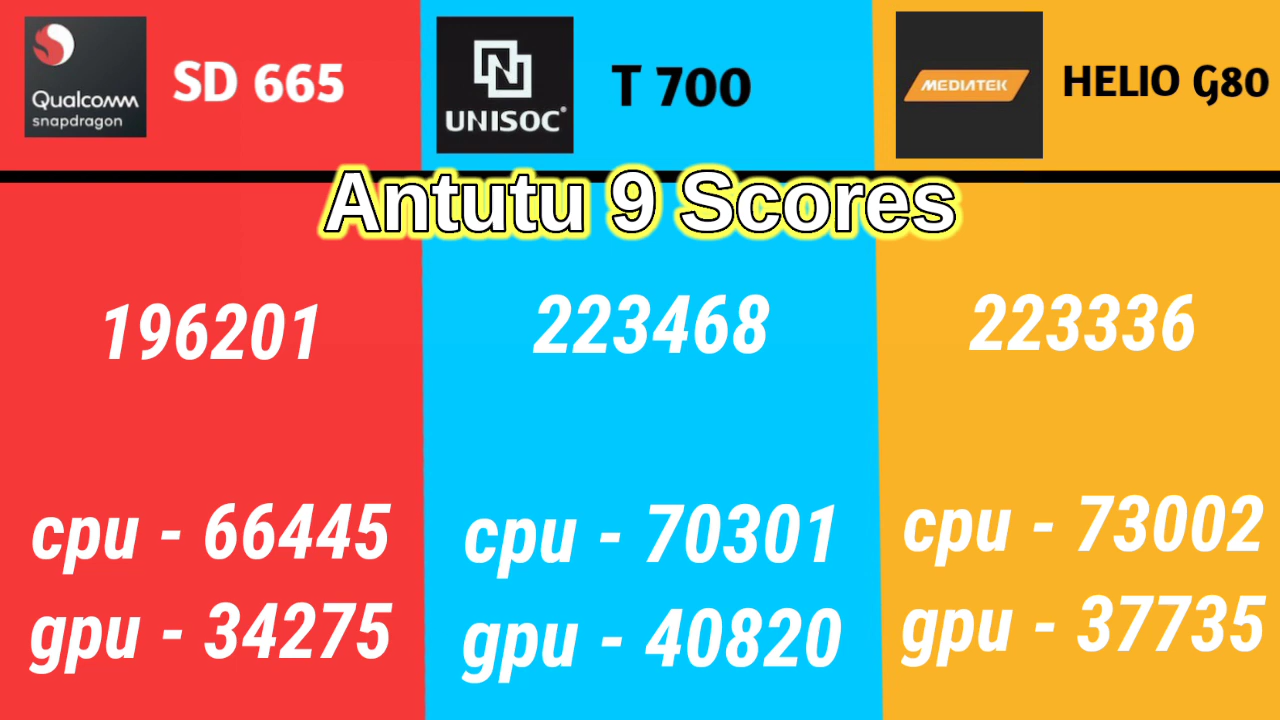 Qualcomm
snapdragon
SD 665
UNISOC®
T 700
MEDIATEK
HELIO G80
Antutu 9 Scores
196201
223468
223336
cpu - 66445
cpu - 70301
cpu - 73002
gpu - 34275
gpu - 40820
gpu - 37735